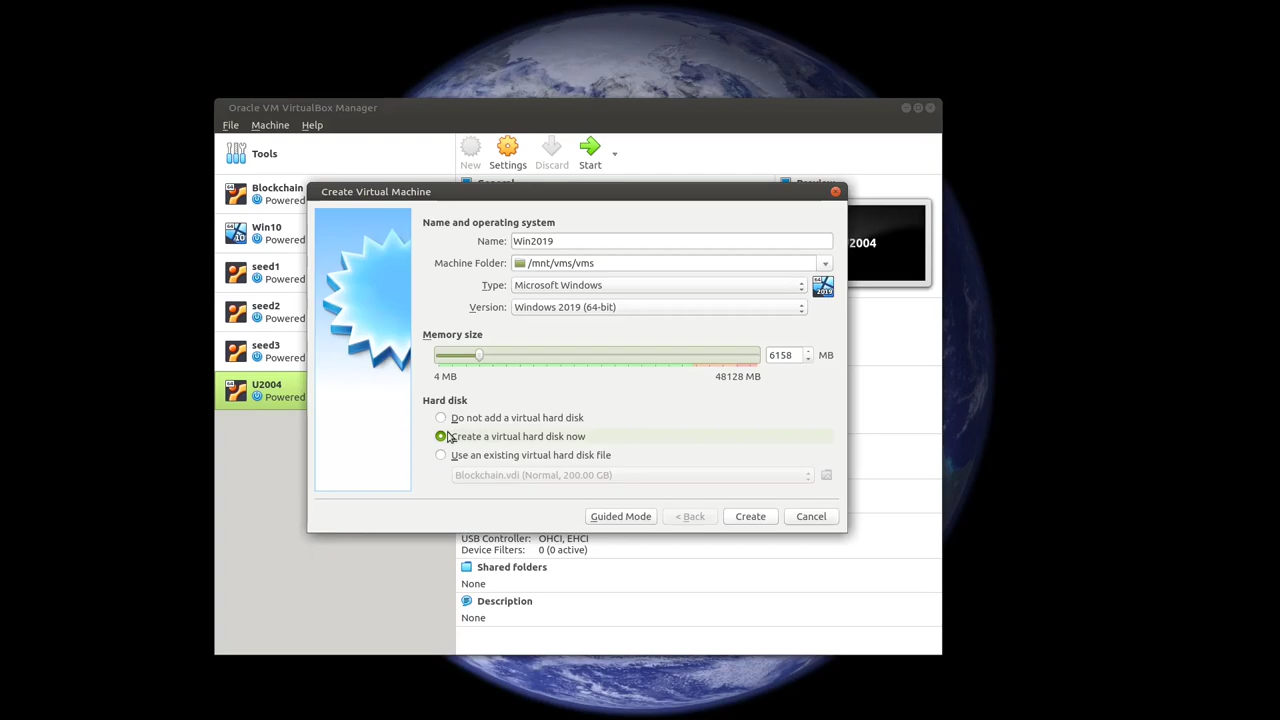 Oracle VM VirtualBox Manager
File Machine Help
Tools
New Settings Discard Start
Blockchain
Powered
Win10
Powered
seed1
Powered
seed2
Powered
seed3
Powered
U2004
Powered
2004
Create Virtual Machine
Name and operating system
Name: Win2019
Machine Folder: /mnt/vms/vms
Type: Microsoft Windows
2019
Version: Windows 2019 (64-bit)
Memory size
6158 MB
4 MB 48128 MB
Hard disk
Do not add a virtual hard disk
Create a virtual hard disk now
Use an existing virtual hard disk file
Blockchain.vdi (Normal, 200.00 GB)
Guided Mode < Back Create Cancel
USB Controller: OHCI, EHCI
Device Filters: 0 (0 active)
Shared folders
None
Description
None